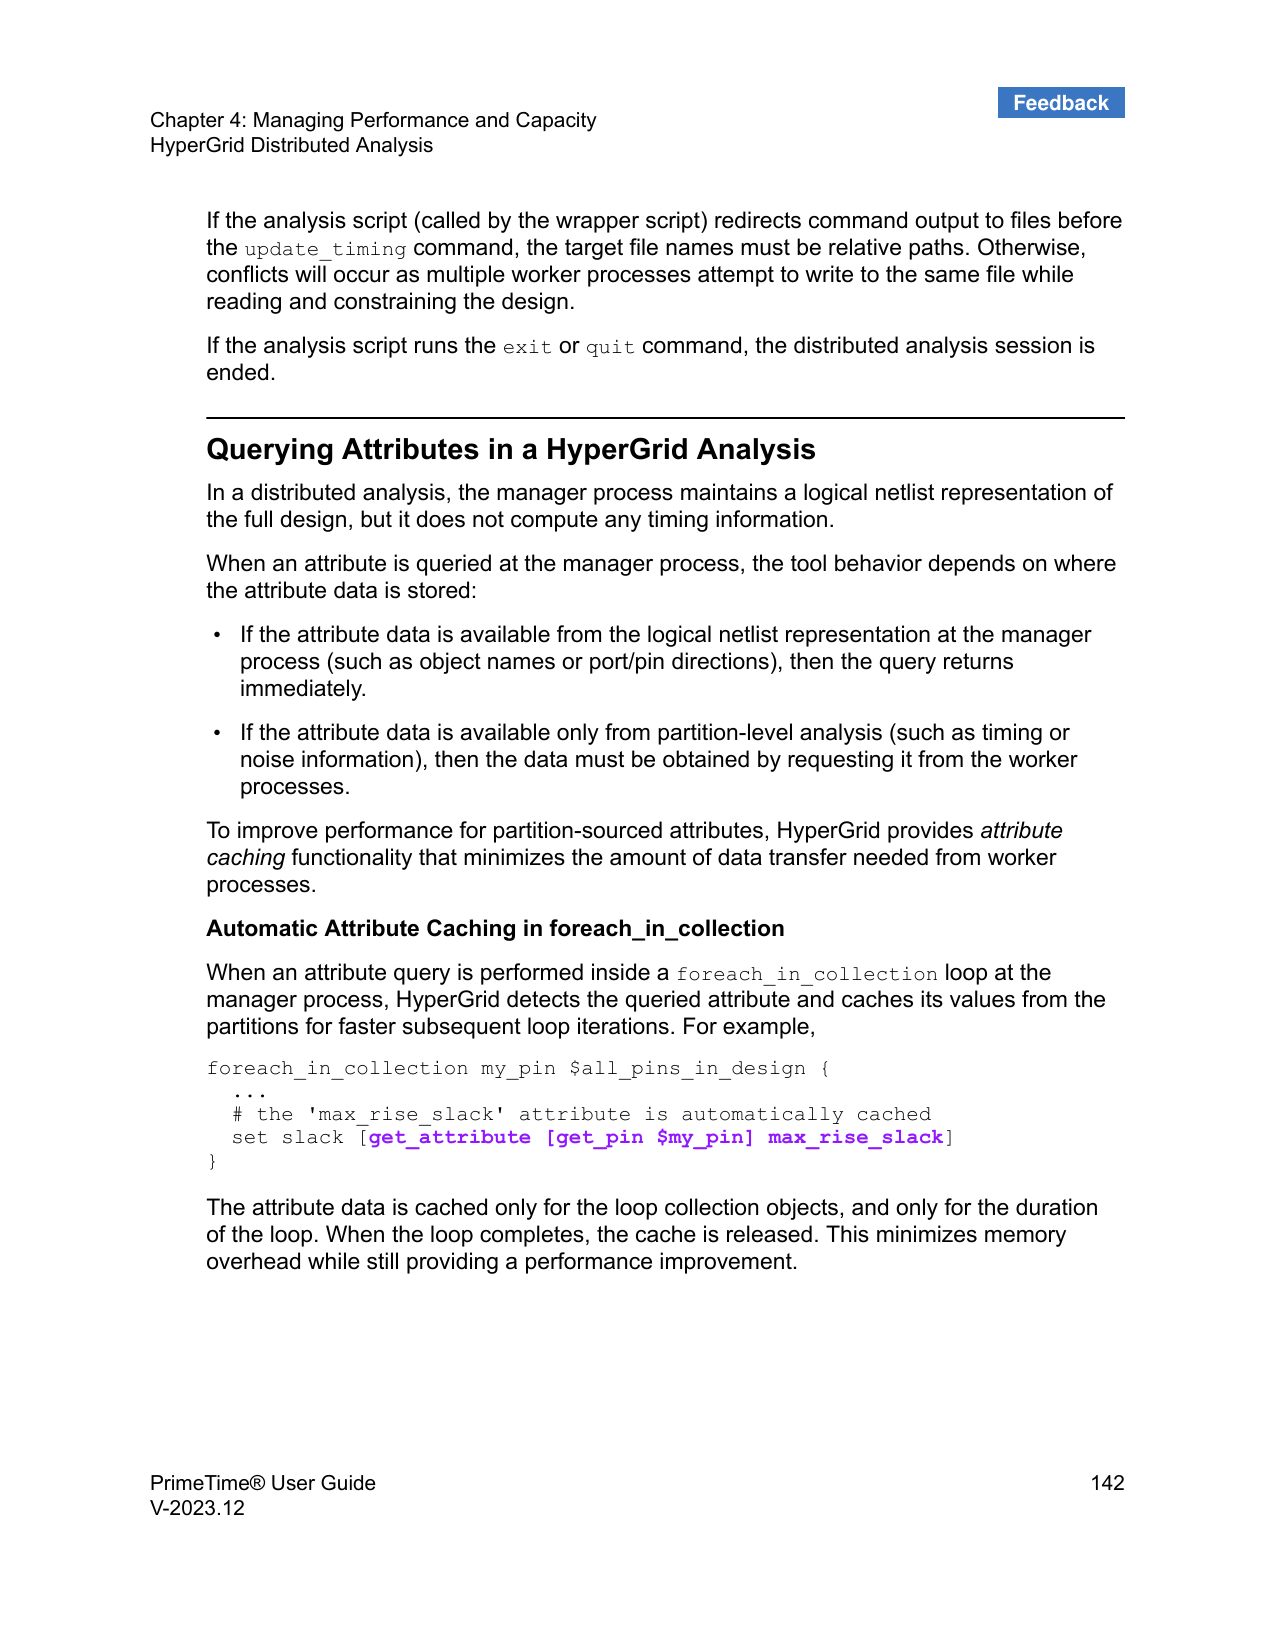 Feedback
Chapter 4: Managing Performance and Capacity
HyperGrid Distributed Analysis
If the analysis script (called by the wrapper script) redirects command output to files before
the update_timing command, the target file names must be relative paths. Otherwise,
conflicts will occur as multiple worker processes attempt to write to the same file while
reading and constraining the design.
If the analysis script runs the exit or quit command, the distributed analysis session is
ended.
Querying Attributes in a HyperGrid Analysis
In a distributed analysis, the manager process maintains a logical netlist representation of
the full design, but it does not compute any timing information.
When an attribute is queried at the manager process, the tool behavior depends on where
the attribute data is stored:
• If the attribute data is available from the logical netlist representation at the manager
process (such as object names or port/pin directions), then the query returns
immediately.
• If the attribute data is available only from partition-level analysis (such as timing or
noise information), then the data must be obtained by requesting it from the worker
processes.
To improve performance for partition-sourced attributes, HyperGrid provides attribute
caching functionality that minimizes the amount of data transfer needed from worker
processes.
Automatic Attribute Caching in foreach_in_collection
When an attribute query is performed inside a foreach_in_collection loop at the
manager process, HyperGrid detects the queried attribute and caches its values from the
partitions for faster subsequent loop iterations. For example,
foreach_in_collection my_pin $all_pins_in_design {
  ...
  # the 'max_rise_slack' attribute is automatically cached
  set slack [get_attribute [get_pin $my_pin] max_rise_slack]
}
The attribute data is cached only for the loop collection objects, and only for the duration
of the loop. When the loop completes, the cache is released. This minimizes memory
overhead while still providing a performance improvement.
PrimeTime® User Guide
142
V-2023.12